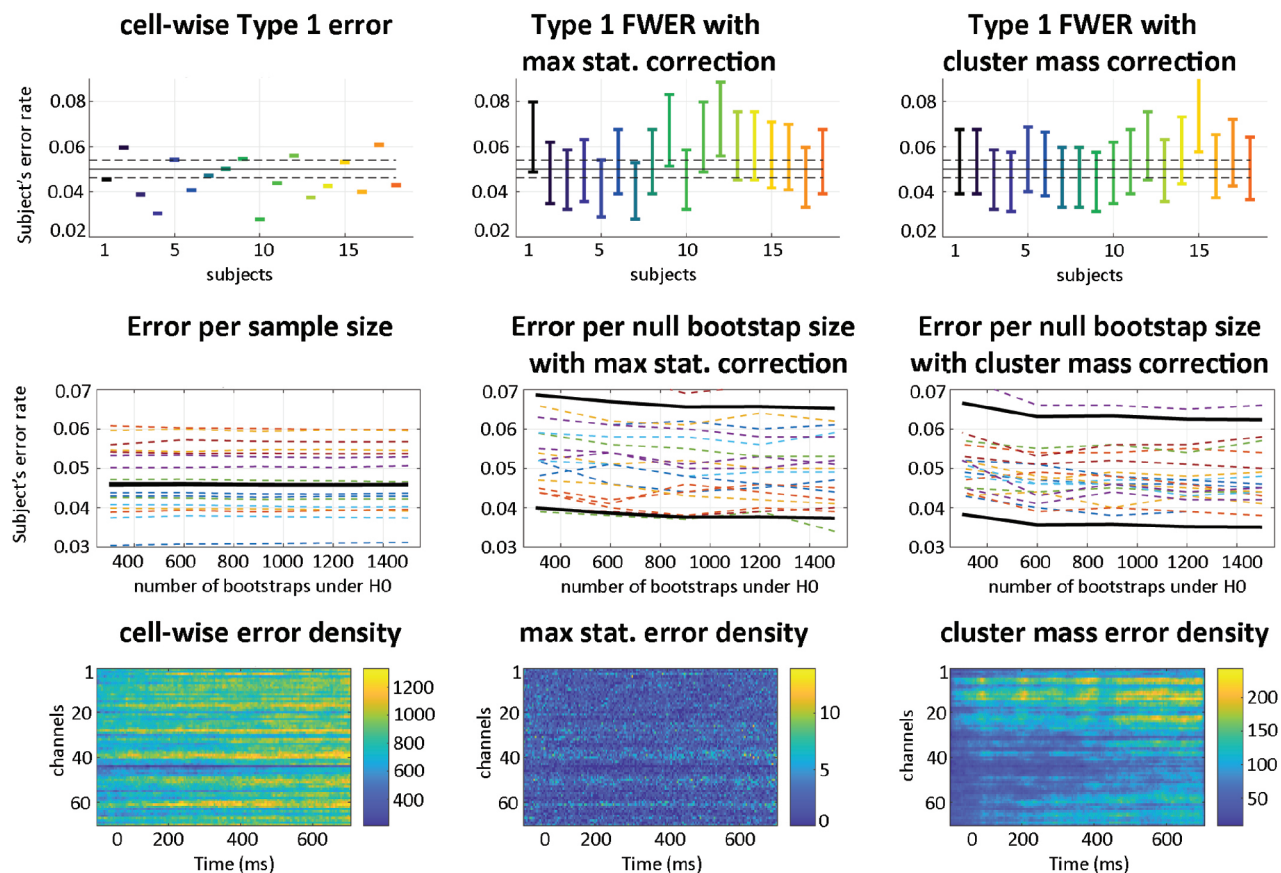 cell-wise Type 1 error
Type 1 FWER with
max stat. correction
Type 1 FWER with
cluster mass correction
Subject's error rate
0.08
0.06
0.04
0.02
1 5 10 15
subjects
0.08
0.06
0.04
0.02
1 5 10 15
subjects
0.08
0.06
0.04
0.02
1 5 10 15
subjects
Error per sample size
Error per null bootstap size
with max stat. correction
Error per null bootstap size
with cluster mass correction
Subject's error rate
0.07
0.06
0.05
0.04
0.03
400 600 800 1000 1200 1400
number of bootstraps under H0
0.07
0.06
0.05
0.04
0.03
400 600 800 1000 1200 1400
number of bootstraps under H0
0.07
0.06
0.05
0.04
0.03
400 600 800 1000 1200 1400
number of bootstraps under H0
cell-wise error density
max stat. error density
cluster mass error density
channels
1
20
40
60
0 200 400 600
Time (ms)
1200
1000
800
600
400
channels
1
20
40
60
0 200 400 600
Time (ms)
10
5
0
channels
1
20
40
60
0 200 400 600
Time (ms)
200
150
100
50